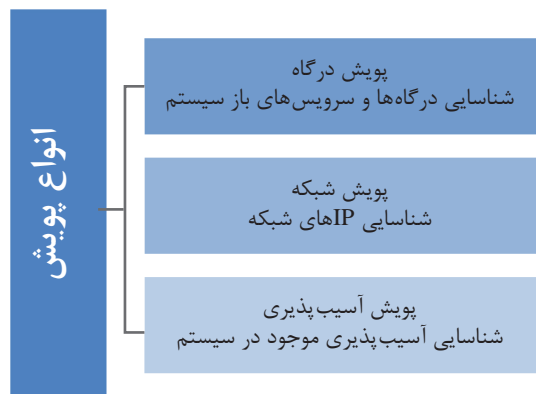 انواع پویش
پویش درگاه
شناسایی درگاه‌ها و سرویس‌های باز سیستم
پویش شبکه
شناسایی IPهای شبکه
پویش آسیب‌پذیری
شناسایی آسیب‌پذیری موجود در سیستم